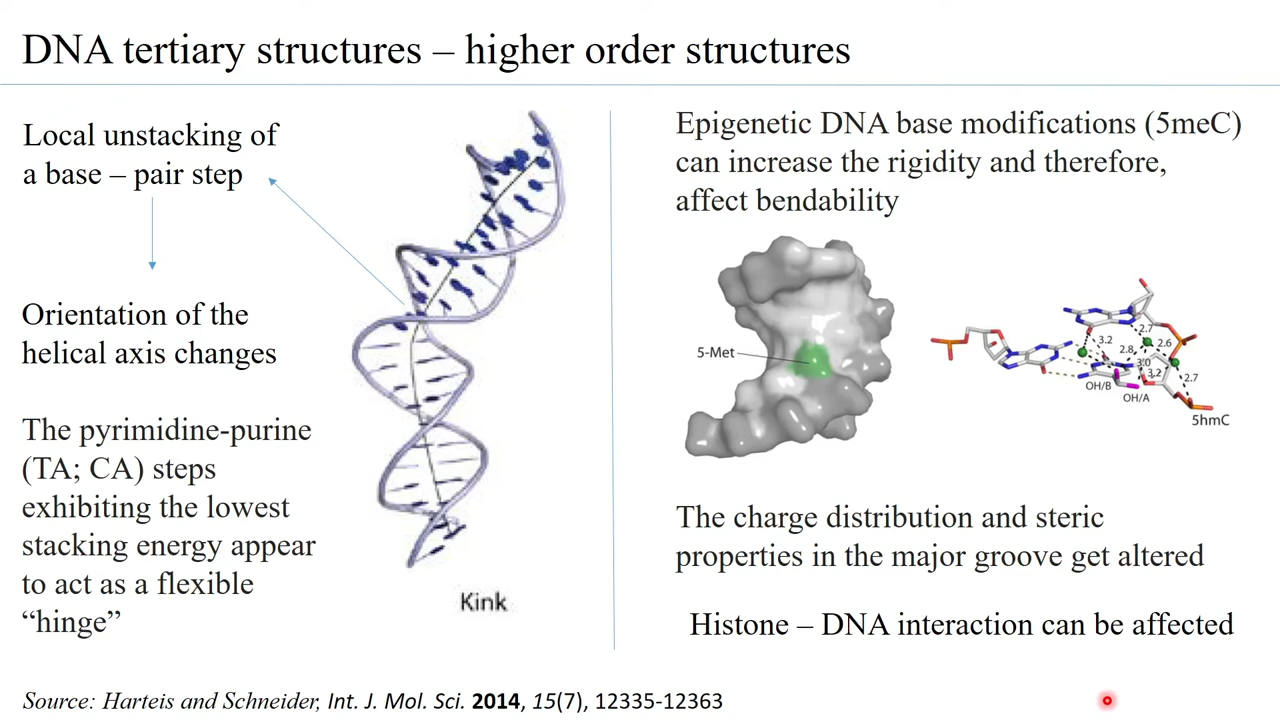 DNA tertiary structures – higher order structures
Local unstacking of
a base – pair step
Orientation of the
helical axis changes
The pyrimidine-purine
(TA; CA) steps
exhibiting the lowest
stacking energy appear
to act as a flexible
“hinge”
Kink
Epigenetic DNA base modifications (5meC)
can increase the rigidity and therefore,
affect bendability
5-Met
2.7
3.2
2.6
2.8
3.0
3.2
2.7
OH/B
OH/A
5hmC
The charge distribution and steric
properties in the major groove get altered
Histone – DNA interaction can be affected
Source: Harteis and Schneider, Int. J. Mol. Sci. 2014, 15(7), 12335-12363